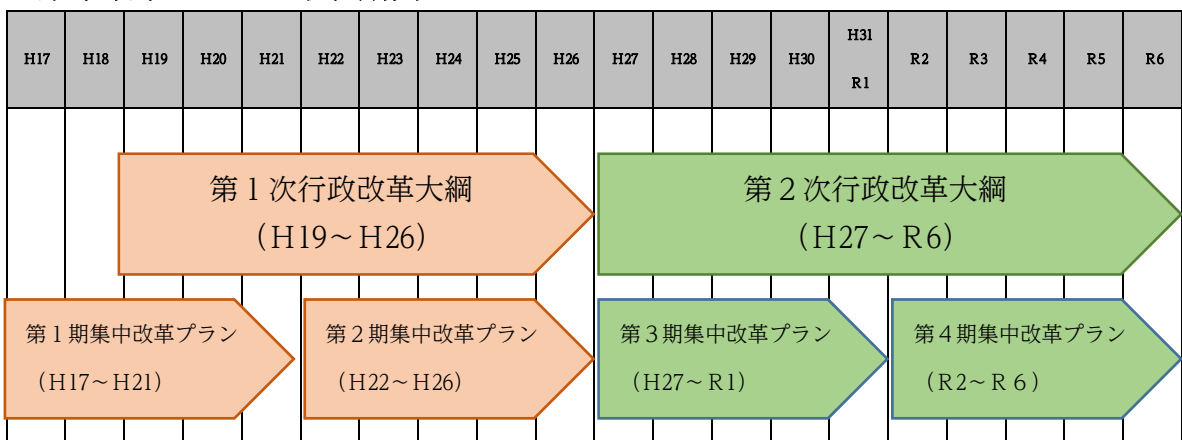 H17 H18 H19 H20 H21 H22 H23 H24 H25 H26 H27 H28 H29 H30 H31 R1 R2 R3 R4 R5 R6
第１次行政改革大綱
（H19～H26）
第２次行政改革大綱
（H27～R6）
第１期集中改革プラン
（H17～H21）
第２期集中改革プラン
（H22～H26）
第３期集中改革プラン
（H27～R1）
第４期集中改革プラン
（R2～R６）